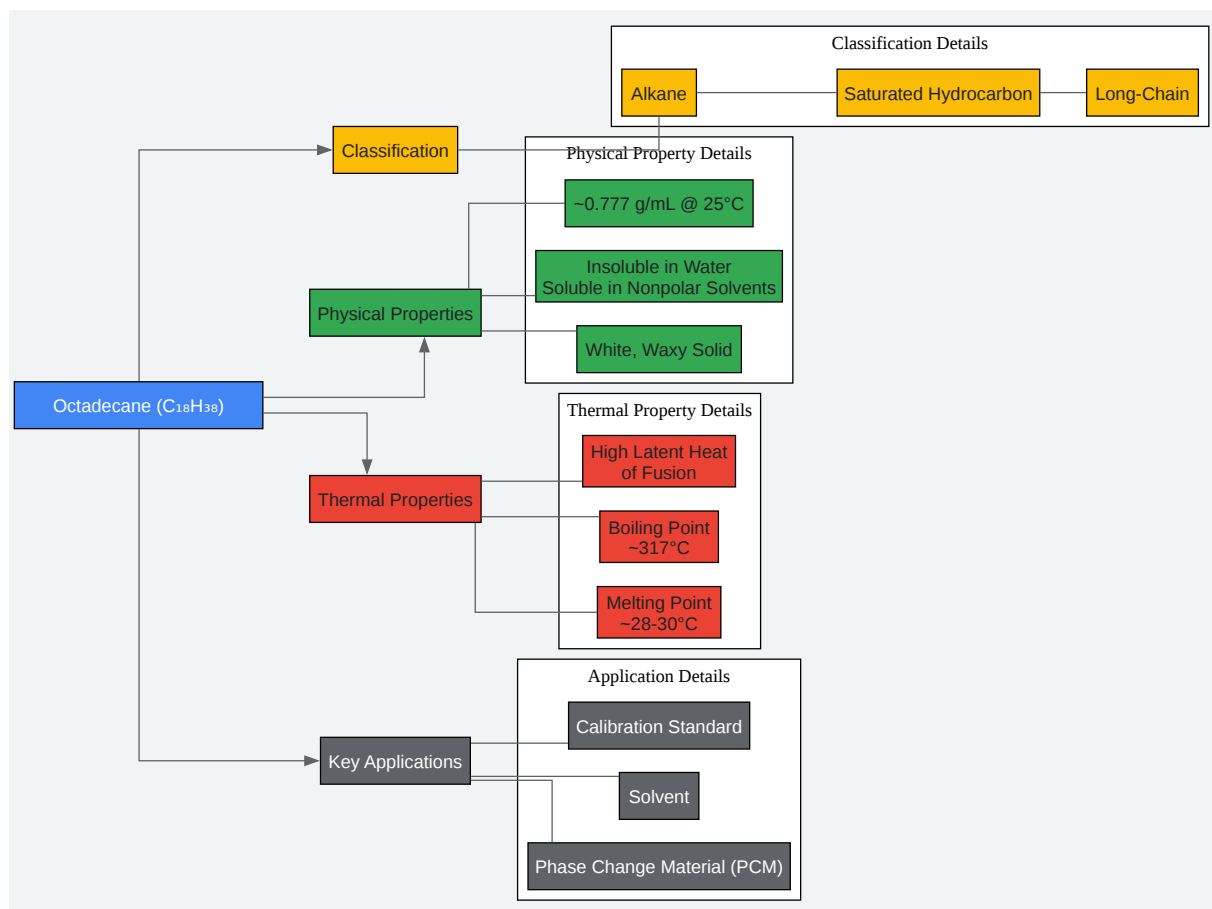 Classification Details
Alkane
Saturated Hydrocarbon
Long-Chain
Classification
Physical Property Details
~0.777 g/mL @ 25°C
Insoluble in Water
Soluble in Nonpolar Solvents
Physical Properties
White, Waxy Solid
Octadecane (C₁₈H₃₈)
Thermal Property Details
High Latent Heat
of Fusion
Thermal Properties
Boiling Point
~317°C
Melting Point
~28-30°C
Application Details
Calibration Standard
Key Applications
Solvent
Phase Change Material (PCM)